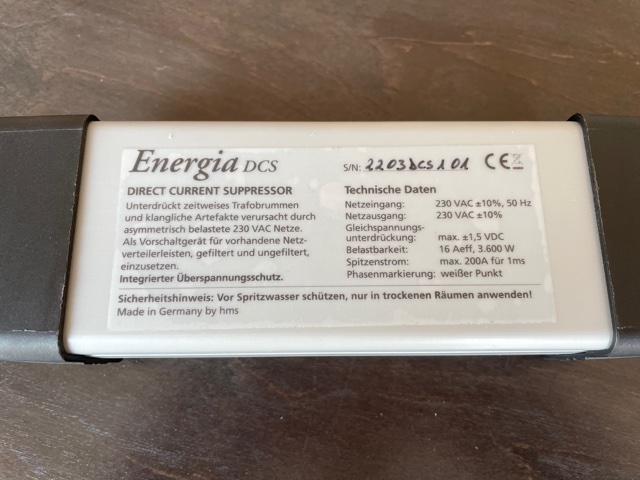 Energia DCS
S/N: 2203DCS101 CE
DIRECT CURRENT SUPPRESSOR
Unterdrückt zeitweises Trafobrummen
und klangliche Artefakte verursacht durch
asymmetrisch belastete 230 VAC Netze.
Als Vorschaltgerät für vorhandene Netz-
verteilerleisten, gefiltert und ungefiltert,
einzusetzen.
Integrierter Überspannungsschutz.
Technische Daten
Netzeingang: 230 VAC ±10%, 50 Hz
Netzausgang: 230 VAC ±10%
Gleichspannungs-
unterdrückung: max. ±1,5 VDC
Belastbarkeit: 16 Aeff, 3.600 W
Spitzenstrom: max. 200A für 1ms
Phasenmarkierung: weißer Punkt
Sicherheitshinweis: Vor Spritzwasser schützen, nur in trockenen Räumen anwenden!
Made in Germany by hms